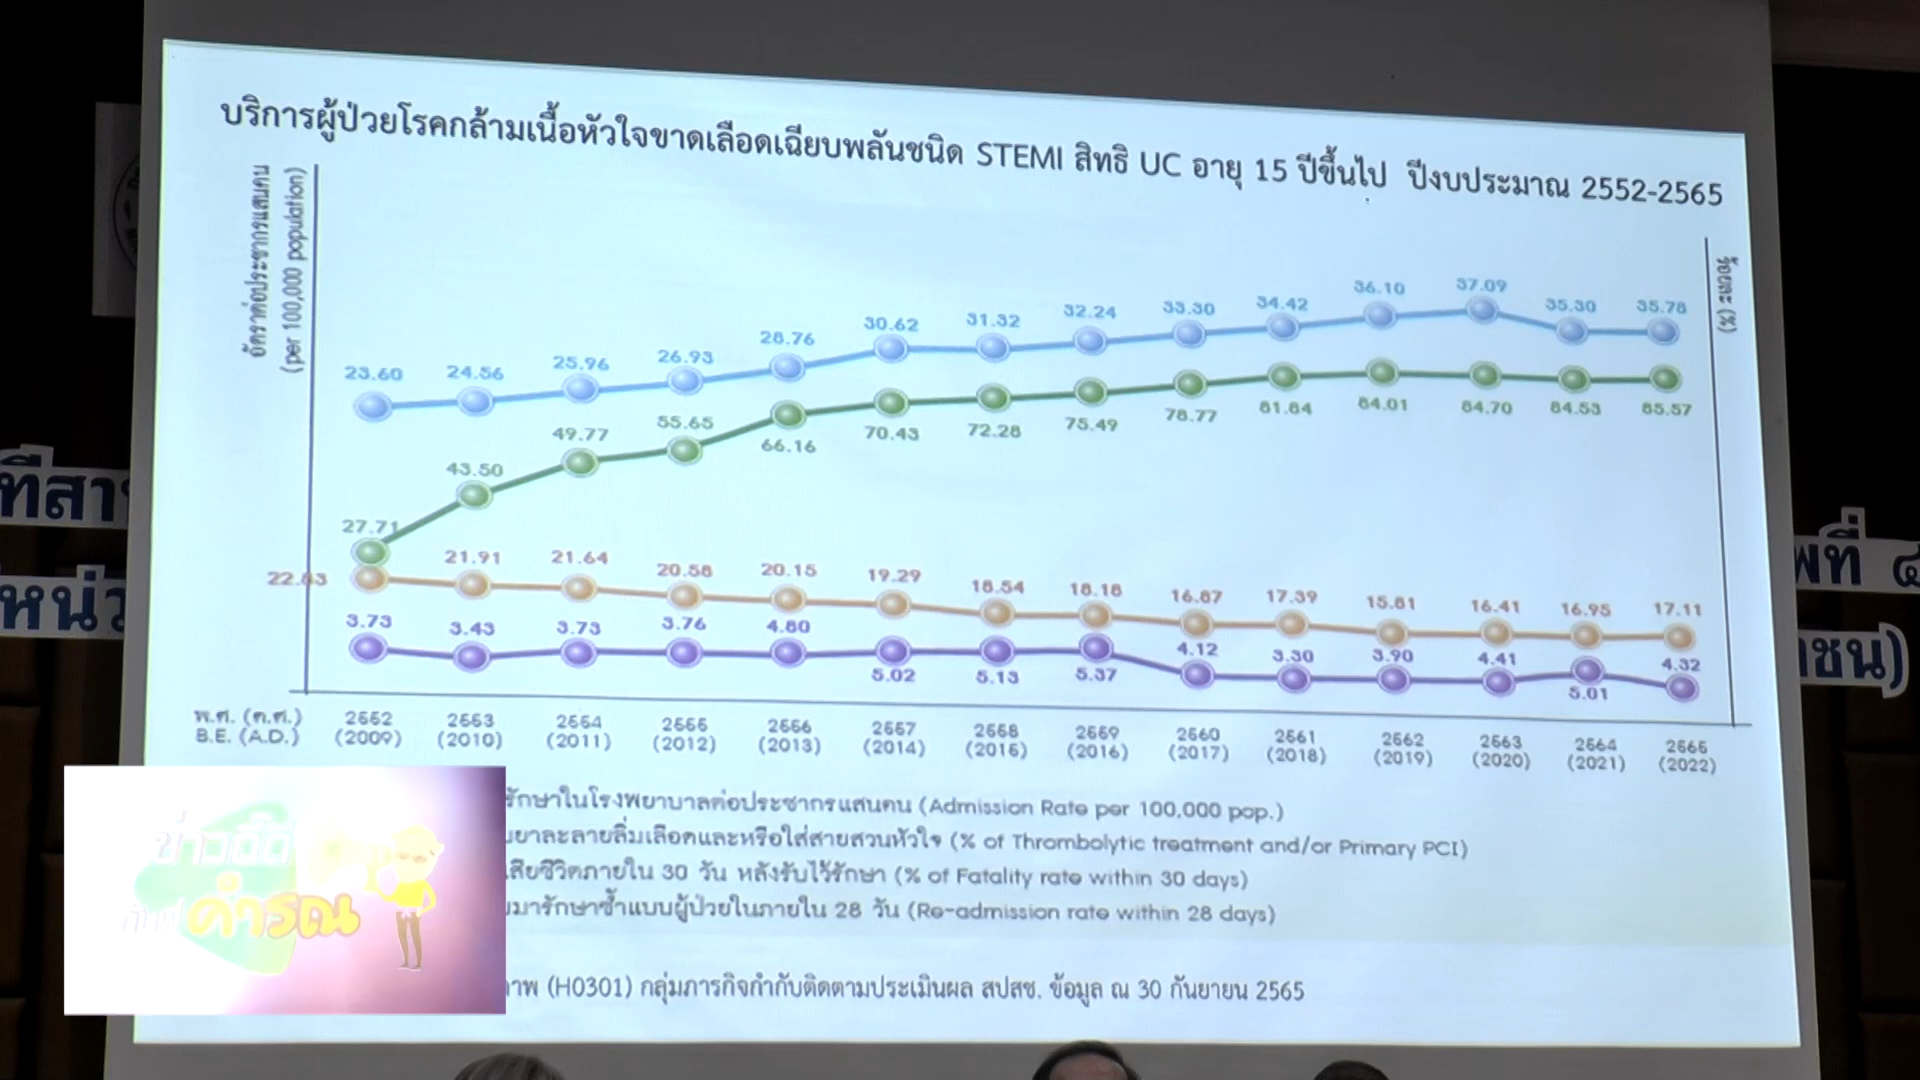 บริการผู้ป่วยโรคกล้ามเนื้อหัวใจขาดเลือดเฉียบพลันชนิด STEMI สิทธิ UC อายุ 15 ปีขึ้นไป ปีงบประมาณ 2552-2565
อัตราต่อประชากรแสนคน
(per 100,000 population)
ร้อยละ (%)
23.60 24.56 25.96 26.93 28.76 30.62 31.32 32.24 33.30 34.42 36.10 37.09 35.30 35.78
27.71 43.50 49.77 55.65 66.16 70.43 72.28 75.49 78.77 81.84 84.01 84.70 84.53 85.57
21.91 21.64 20.58 20.15 19.29 18.54 18.18 16.87 17.39 15.81 16.41 16.95 17.11
3.73 3.43 3.73 3.76 4.80 5.02 5.13 5.37 4.12 3.30 3.90 4.41 5.01 4.32
พ.ศ. (ค.ศ.) 2552 2553 2554 2555 2556 2557 2558 2559 2560 2561 2562 2563 2564 2565
B.E. (A.D.) (2009) (2010) (2011) (2012) (2013) (2014) (2015) (2016) (2017) (2018) (2019) (2020) (2021) (2022)
รักษาในโรงพยาบาลต่อประชากรแสนคน (Admission Rate per 100,000 pop.)
ยาละลายลิ่มเลือดและหรือใส่สายสวนหัวใจ (% of Thrombolytic treatment and/or Primary PCI)
เสียชีวิตภายใน 30 วัน หลังรับไว้รักษา (% of Fatality rate within 30 days)
มารักษาซ้ำแบบผู้ป่วยในภายใน 28 วัน (Re-admission rate within 28 days)
ภาพ (H0301) กลุ่มภารกิจกำกับติดตามประเมินผล สปสช. ข้อมูล ณ 30 กันยายน 2565
ข่าวดีดี
กับ
คำรณ
ที่สา
หน่ว
พที่ ๔
าชน)